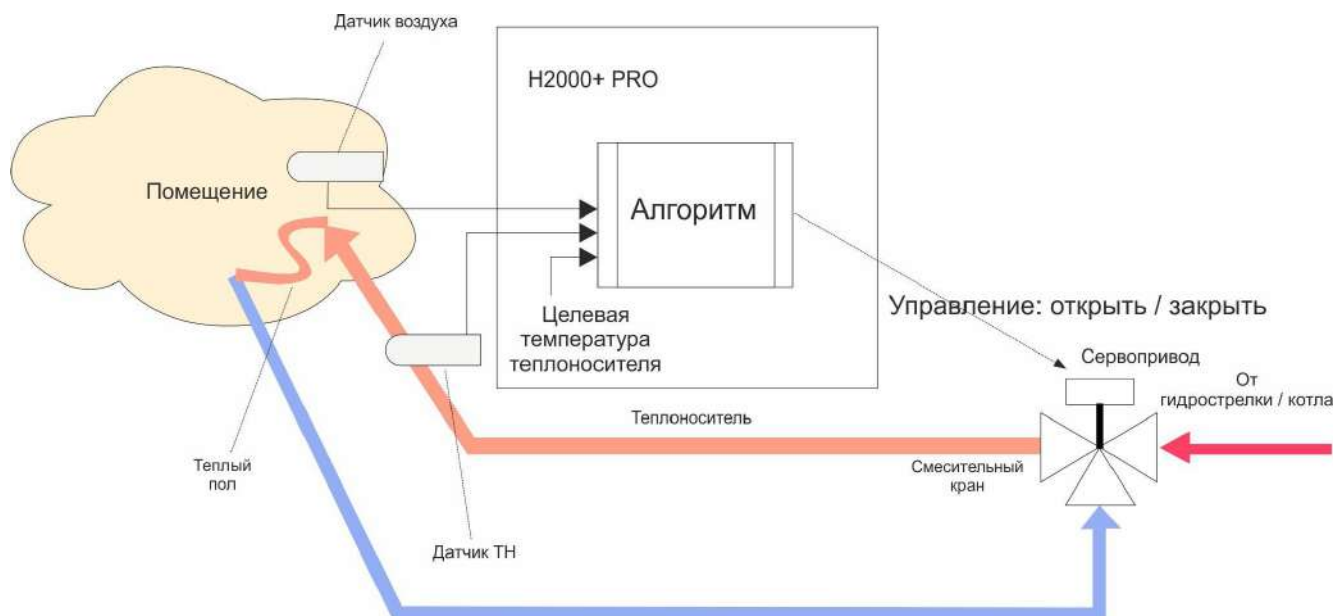 Датчик воздуха
H2000+ PRO
Помещение
Алгоритм
Целевая
температура
теплоносителя
Управление: открыть / закрыть
Сервопривод
От
гидрострелки / котла
Теплоноситель
Смесительный
кран
Теплый
пол
Датчик ТН